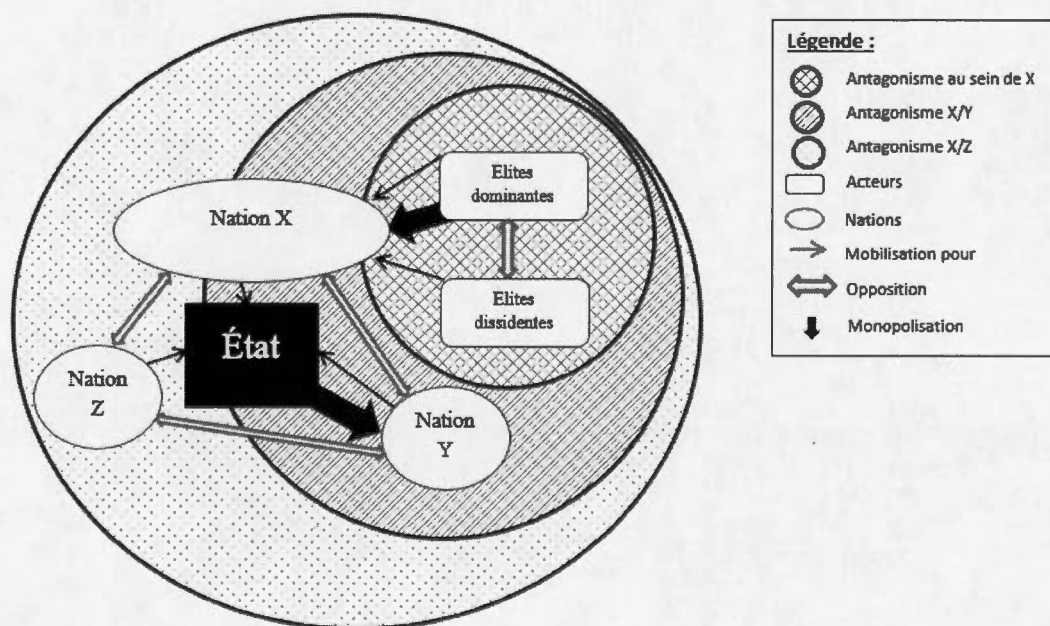 Elites
dominantes
Nation X
Elites
dissidentes
État
Nation
Z
Nation
Y
Légende :
Antagonisme au sein de X
Antagonisme X/Y
Antagonisme X/Z
Acteurs
Nations
Mobilisation pour
Opposition
Monopolisation